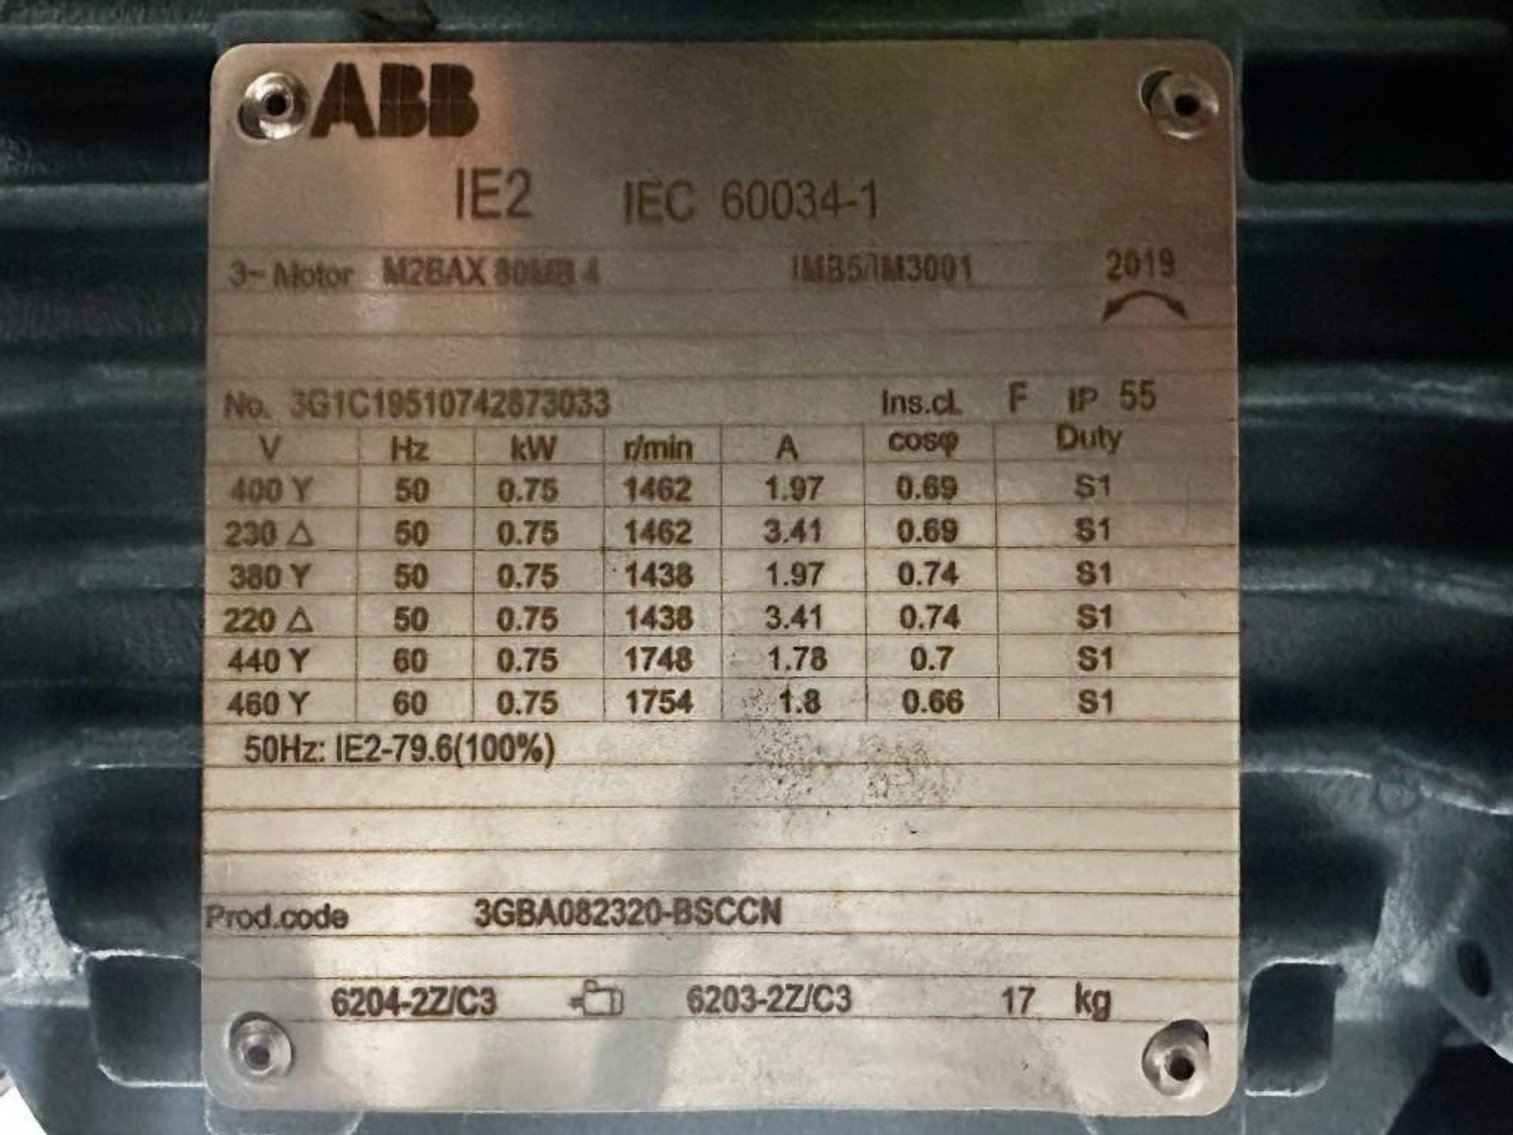 ABB
IE2 IEC 60034-1
3~ Motor M2BAX 80MB 4 IMB5/IM3001 2019
No. 3G1C19510742873033 Ins.cl. F IP 55
V Hz kW r/min A cosφ Duty
400 Y 50 0.75 1462 1.97 0.69 S1
230 △ 50 0.75 1462 3.41 0.69 S1
380 Y 50 0.75 1438 1.97 0.74 S1
220 △ 50 0.75 1438 3.41 0.74 S1
440 Y 60 0.75 1748 1.78 0.7 S1
460 Y 60 0.75 1754 1.8 0.66 S1
50Hz: IE2-79.6(100%)
Prod.code 3GBA082320-BSCCN
6204-2Z/C3 6203-2Z/C3 17 kg